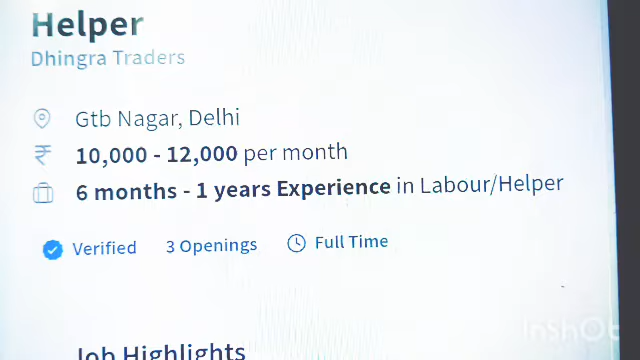 Helper
Dhingra Traders
Gtb Nagar, Delhi
₹ 10,000 - 12,000 per month
6 months - 1 years Experience in Labour/Helper
Verified 3 Openings Full Time
Job Highlights
InShOt